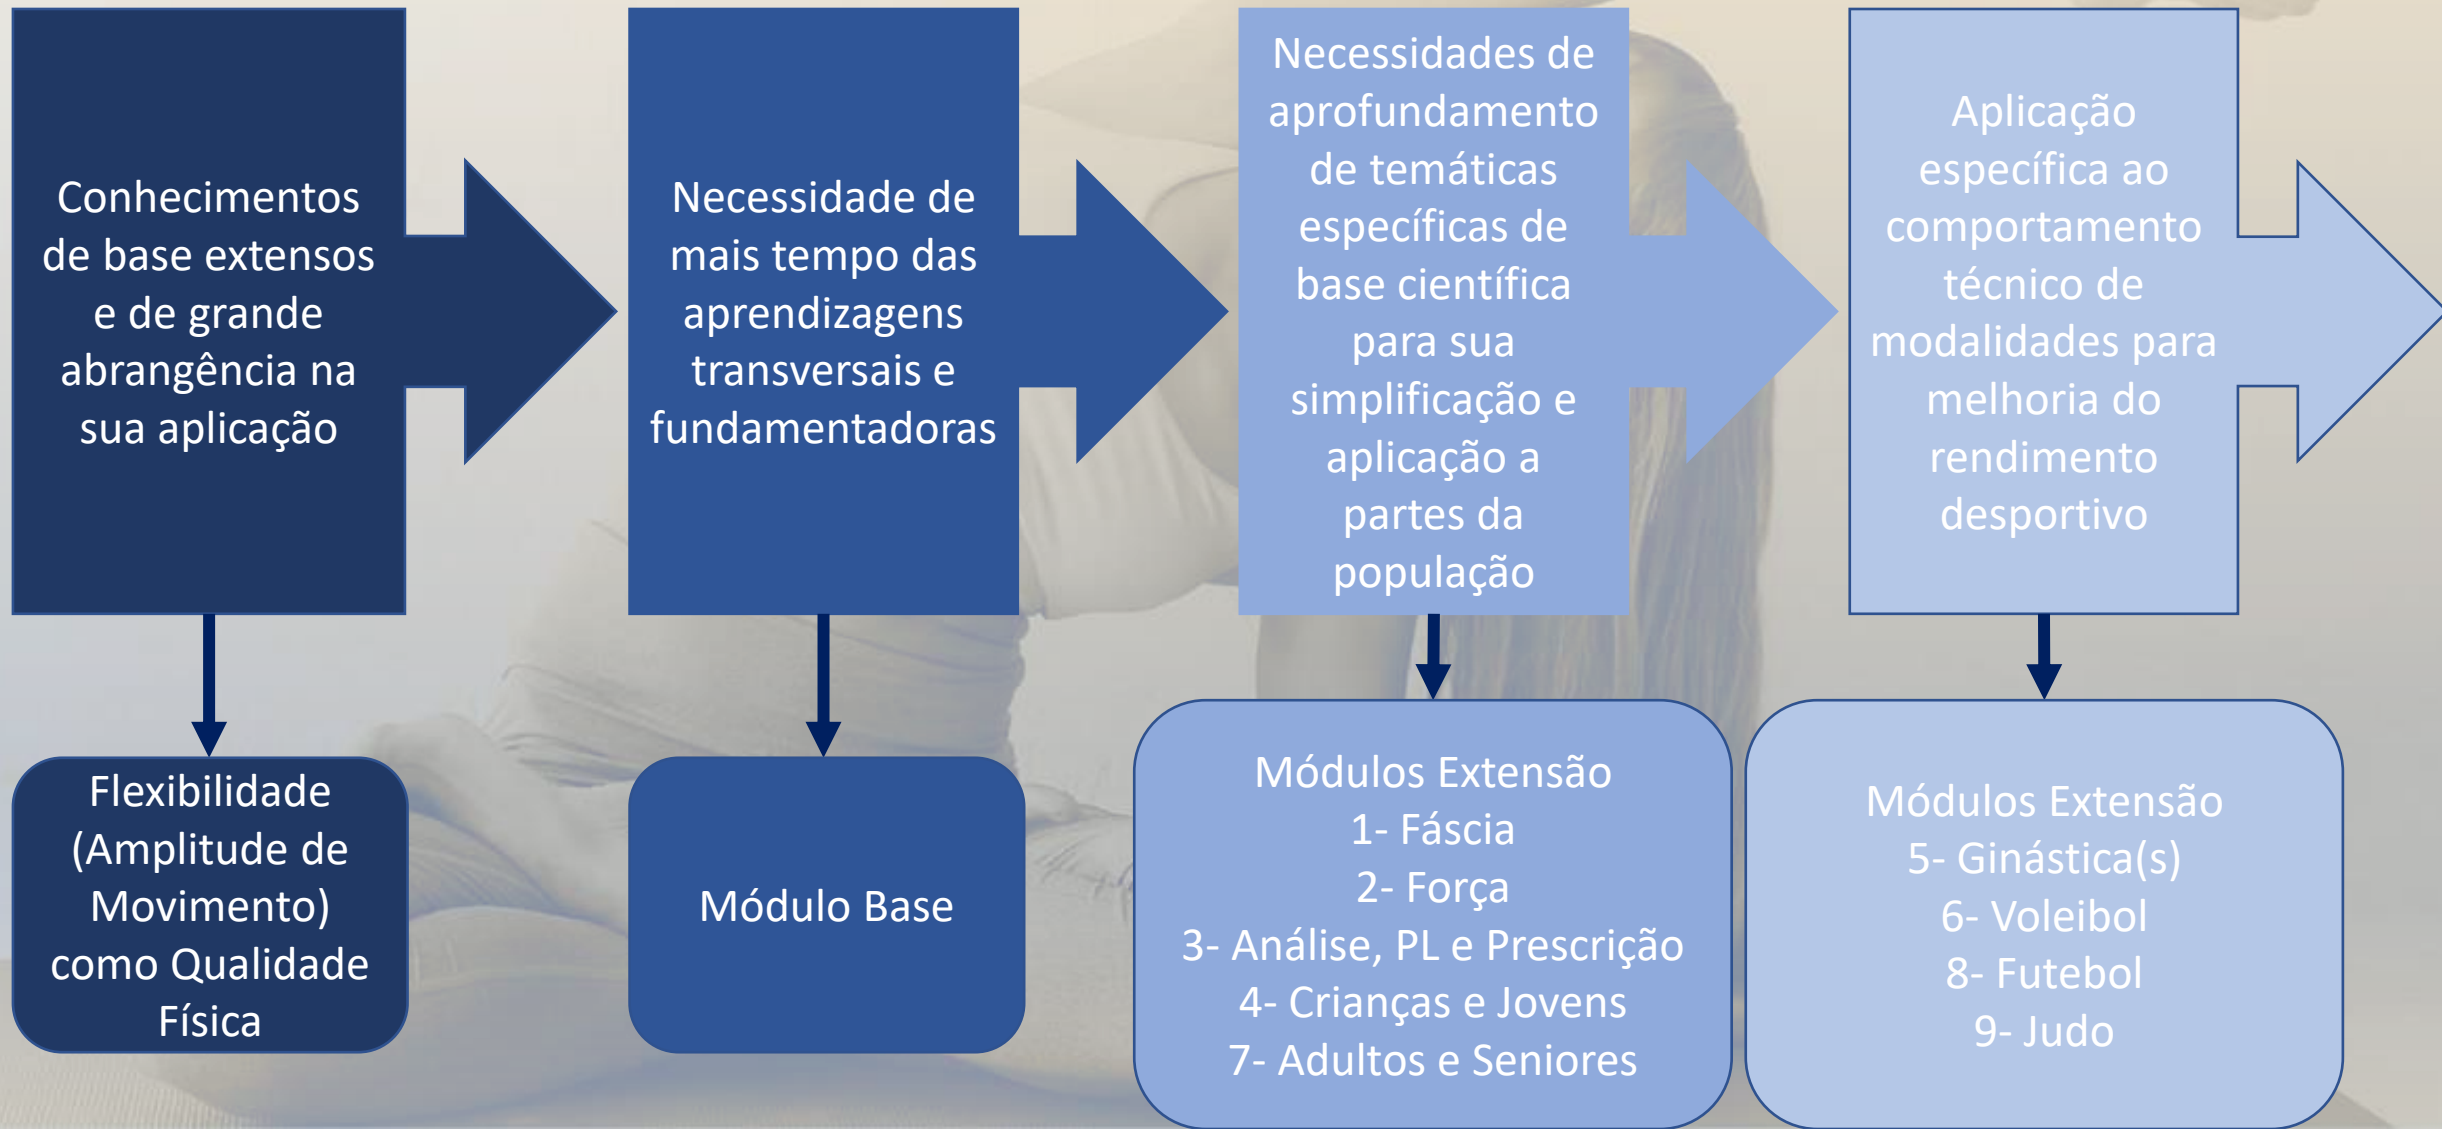 Conhecimentos
de base extensos
e de grande
abrangência na
sua aplicação
Necessidade de
mais tempo das
aprendizagens
transversais e
fundamentadoras
Necessidades de
aprofundamento
de temáticas
específicas de
base científica
para sua
simplificação e
aplicação a
partes da
população
Aplicação
específica ao
comportamento
técnico de
modalidades para
melhoria do
rendimento
desportivo
Flexibilidade
(Amplitude de
Movimento)
como Qualidade
Física
Módulo Base
Módulos Extensão
1- Fáscia
2- Força
3- Análise, PL e Prescrição
4- Crianças e Jovens
7- Adultos e Seniores
Módulos Extensão
5- Ginástica(s)
6- Voleibol
8- Futebol
9- Judo